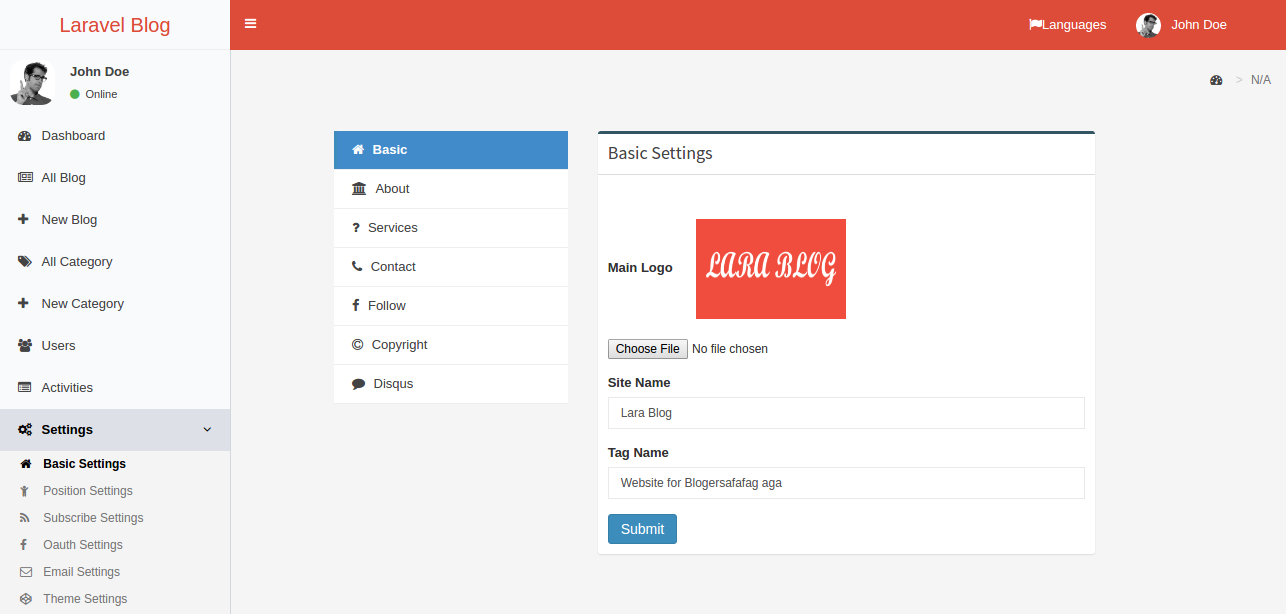 Laravel Blog
Languages
John Doe
John Doe
Online
Dashboard
All Blog
New Blog
All Category
New Category
Users
Activities
Settings
Basic Settings
Position Settings
Subscribe Settings
Oauth Settings
Email Settings
Theme Settings
> N/A
Basic
About
Services
Contact
Follow
Copyright
Disqus
Basic Settings
Main Logo
LARA BLOG
Choose File No file chosen
Site Name
Lara Blog
Tag Name
Website for Blogersafafag aga
Submit